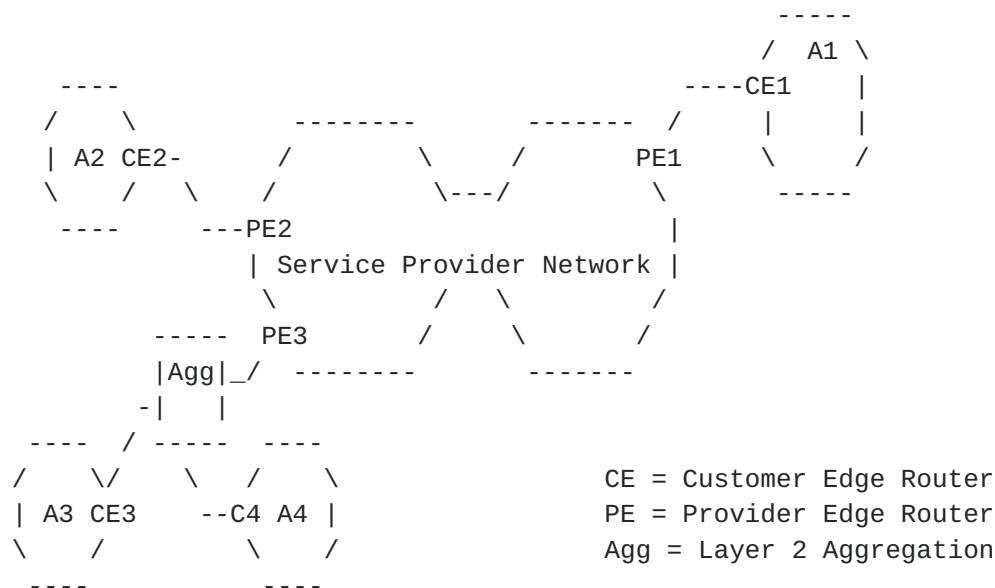 A1
CE1
A2 CE2
PE1
PE2
Service Provider Network
PE3
Agg
CE = Customer Edge Router
A3 CE3 C4 A4 PE = Provider Edge Router
Agg = Layer 2 Aggregation